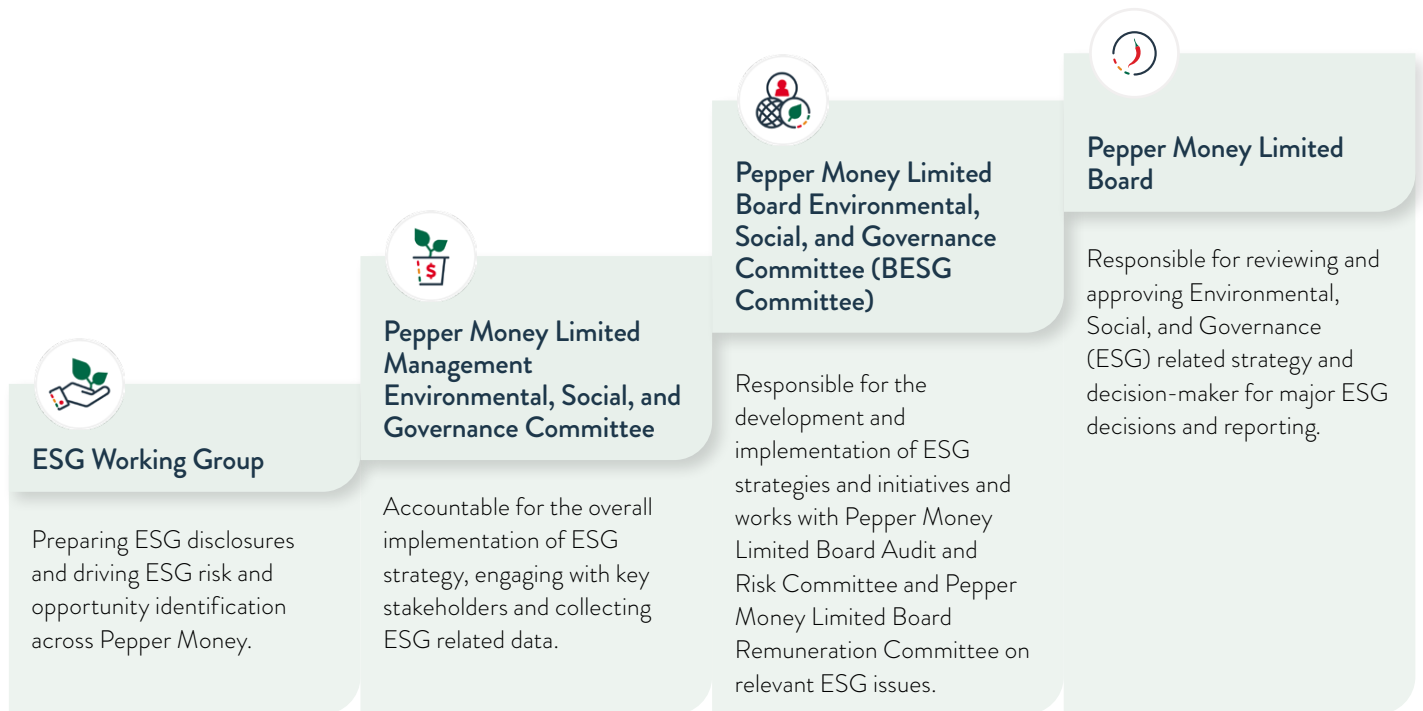 ESG Working Group
Preparing ESG disclosures
and driving ESG risk and
opportunity identification
across Pepper Money.
$
Pepper Money Limited
Management
Environmental, Social, and
Governance Committee
Accountable for the overall
implementation of ESG
strategy, engaging with key
stakeholders and collecting
ESG related data.
Pepper Money Limited
Board Environmental,
Social, and Governance
Committee (BESG
Committee)
Responsible for the
development and
implementation of ESG
strategies and initiatives and
works with Pepper Money
Limited Board Audit and
Risk Committee and Pepper
Money Limited Board
Remuneration Committee on
relevant ESG issues.
Pepper Money Limited
Board
Responsible for reviewing and
approving Environmental,
Social, and Governance
(ESG) related strategy and
decision-maker for major ESG
decisions and reporting.